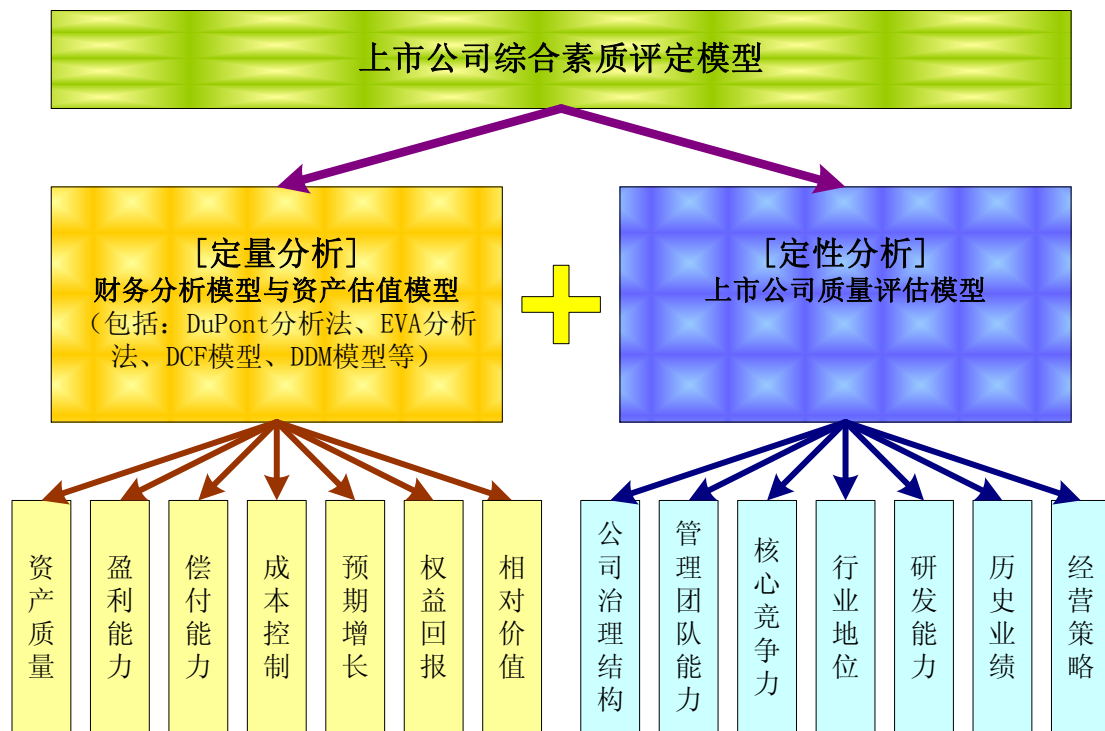 上市公司综合素质评定模型
[定量分析]
财务分析模型与资产估值模型
（包括：DuPont分析法、EVA分析
法、DCF模型、DDM模型等）
[定性分析]
上市公司质量评估模型
资产质量
盈利能力
偿付能力
成本控制
预期增长
权益回报
相对价值
公司治理结构
管理团队能力
核心竞争力
行业地位
研发能力
历史业绩
经营策略